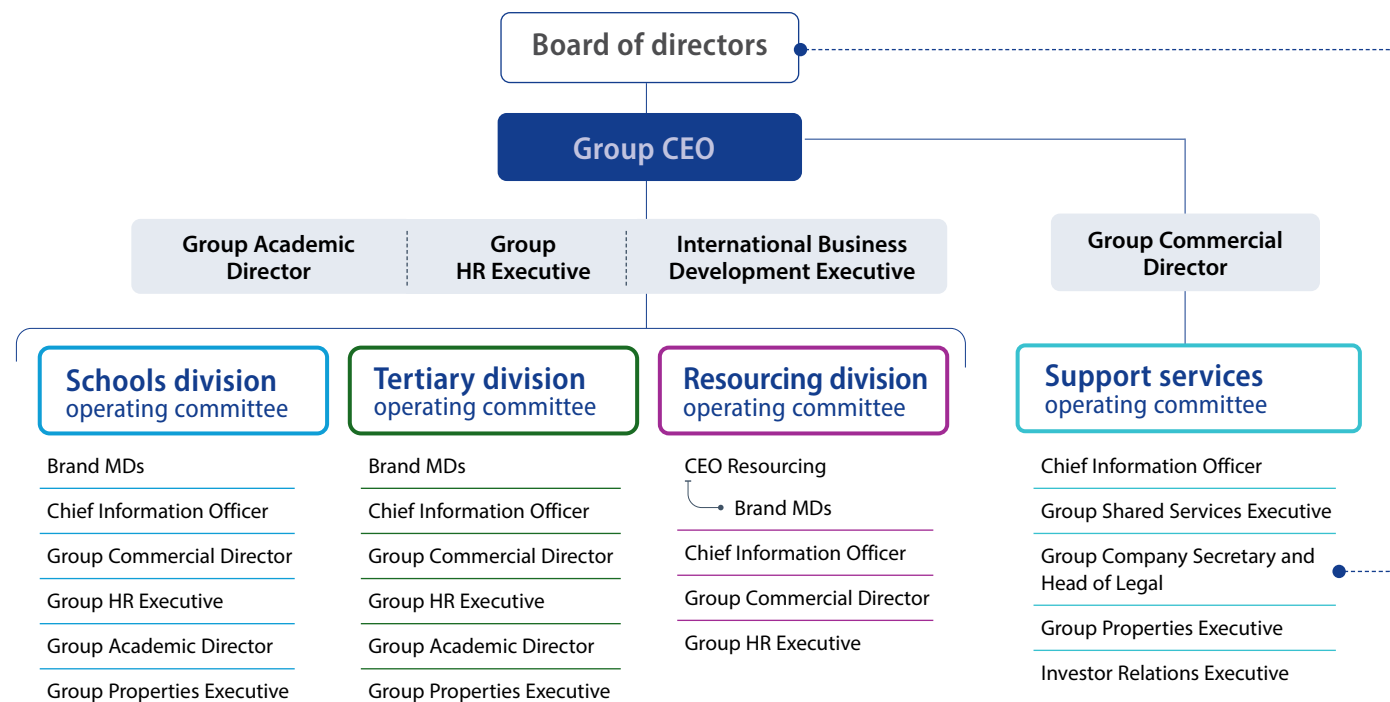 Board of directors
Group CEO
Group Academic
Director
Group
HR Executive
International Business
Development Executive
Group Commercial
Director
Schools division
operating committee
Brand MDs
Chief Information Officer
Group Commercial Director
Group HR Executive
Group Academic Director
Group Properties Executive
Tertiary division
operating committee
Brand MDs
Chief Information Officer
Group Commercial Director
Group HR Executive
Group Academic Director
Group Properties Executive
Resourcing division
operating committee
CEO Resourcing
Brand MDs
Chief Information Officer
Group Commercial Director
Group HR Executive
Support services
operating committee
Chief Information Officer
Group Shared Services Executive
Group Company Secretary and
Head of Legal
Group Properties Executive
Investor Relations Executive